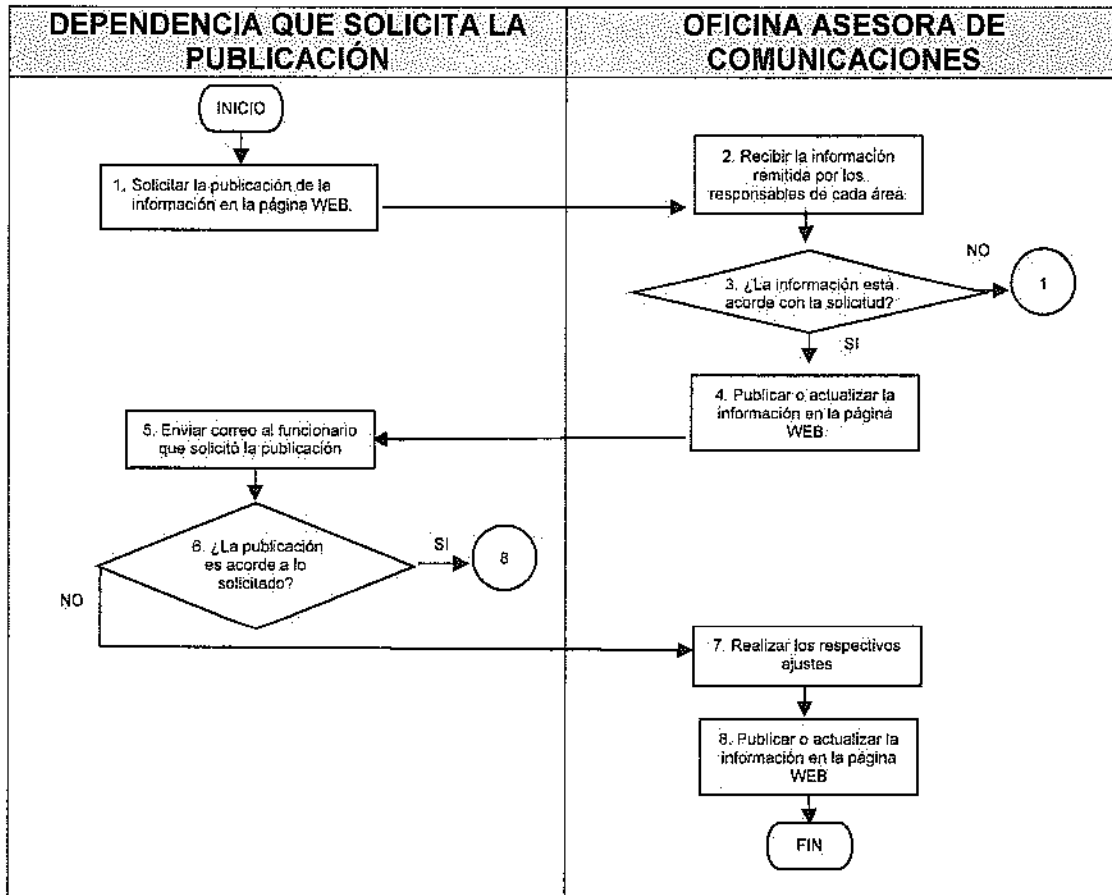 DEPENDENCIA QUE SOLICITA LA
PUBLICACIÓN
OFICINA ASESORA DE
COMUNICACIONES
INICIO
1. Solicitar la publicación de la
información en la página WEB.
2. Recibir la información
remitida por los
responsables de cada área.
3. ¿La información está
acorde con la solicitud?
NO
1
SI
4. Publicar o actualizar la
información en la página
WEB.
5. Enviar correo al funcionario
que solicitó la publicación
6. ¿La publicación
es acorde a lo
solicitado?
SI
8
NO
7. Realizar los respectivos
ajustes
8. Publicar o actualizar la
información en la página
WEB
FIN